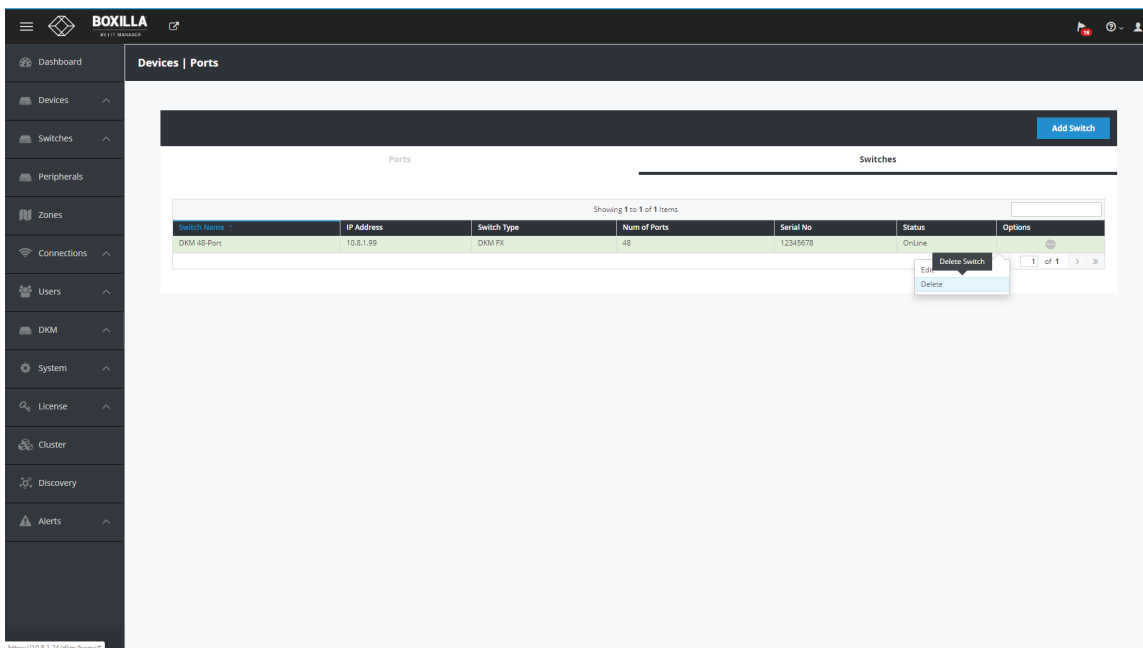 BOXILLA
AV | IT MANAGER
18
Dashboard
Devices | Ports
Devices
Add Switch
Switches
Ports
Switches
Peripherals
Showing 1 to 1 of 1 Items
Zones
Switch Name IP Address Switch Type Num of Ports Serial No Status Options
DKM 48-Port 10.8.1.99 DKM FX 48 12345678 OnLine
Connections
Delete Switch
1 of 1 > »
Edit
Delete
Users
DKM
System
License
Cluster
Discovery
Alerts